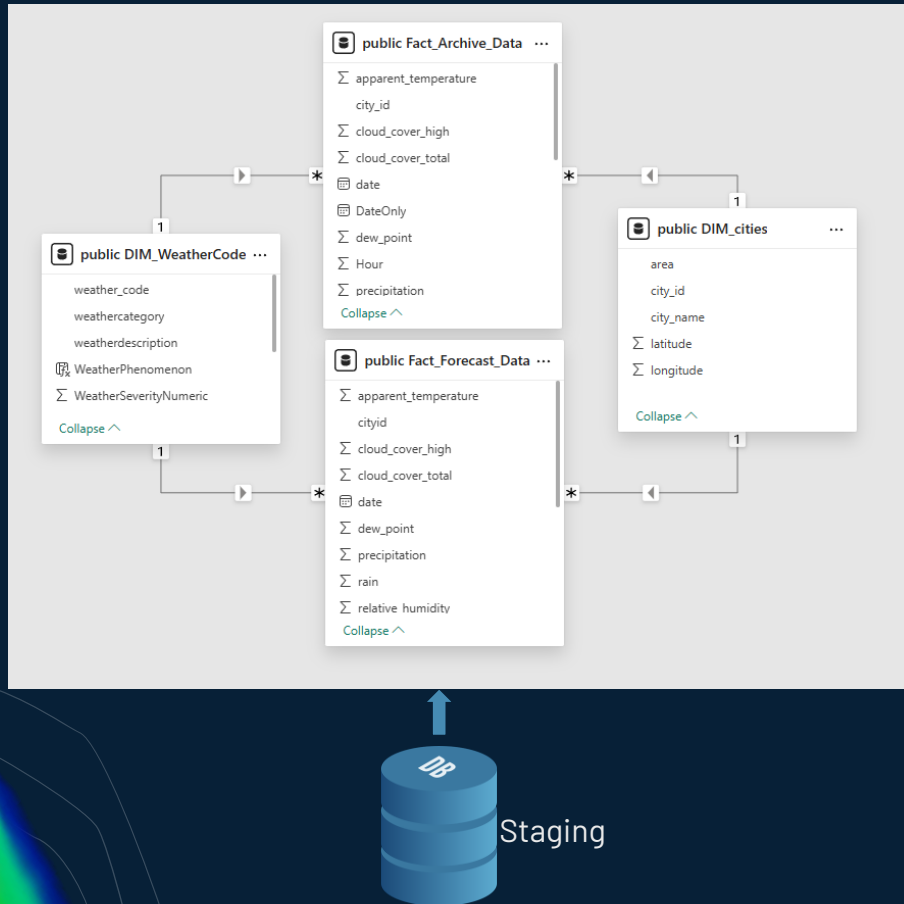 public Fact_Archive_Data ...
apparent_temperature
city_id
cloud_cover_high
cloud_cover_total
date
DateOnly
dew_point
Hour
precipitation
Collapse
*
*
1
1
public DIM_WeatherCode ...
weather_code
weathercategory
weatherdescription
WeatherPhenomenon
WeatherSeverityNumeric
Collapse
1
public DIM_cities ...
area
city_id
city_name
latitude
longitude
Collapse
1
public Fact_Forecast_Data ...
apparent_temperature
cityid
cloud_cover_high
cloud_cover_total
date
dew_point
precipitation
rain
relative_humidity
Collapse
*
*
DB
Staging